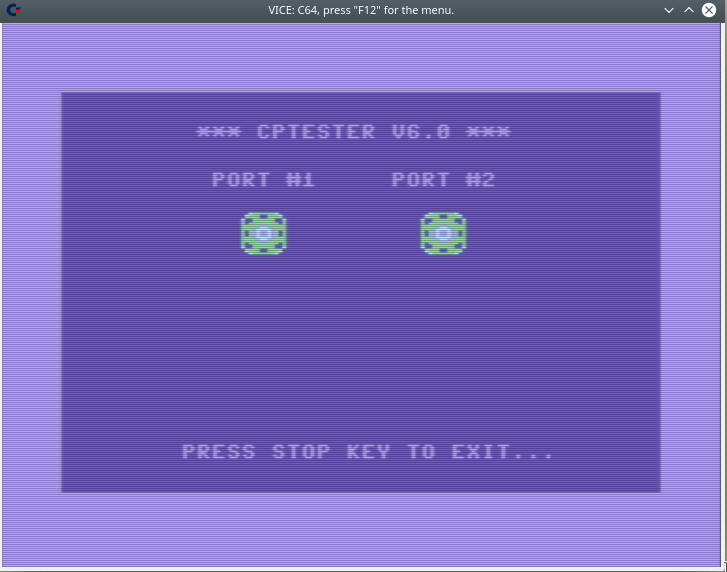 VICE: C64, press "F12" for the menu.
*** CPTESTER V6.0 ***
PORT #1 PORT #2
PRESS STOP KEY TO EXIT...